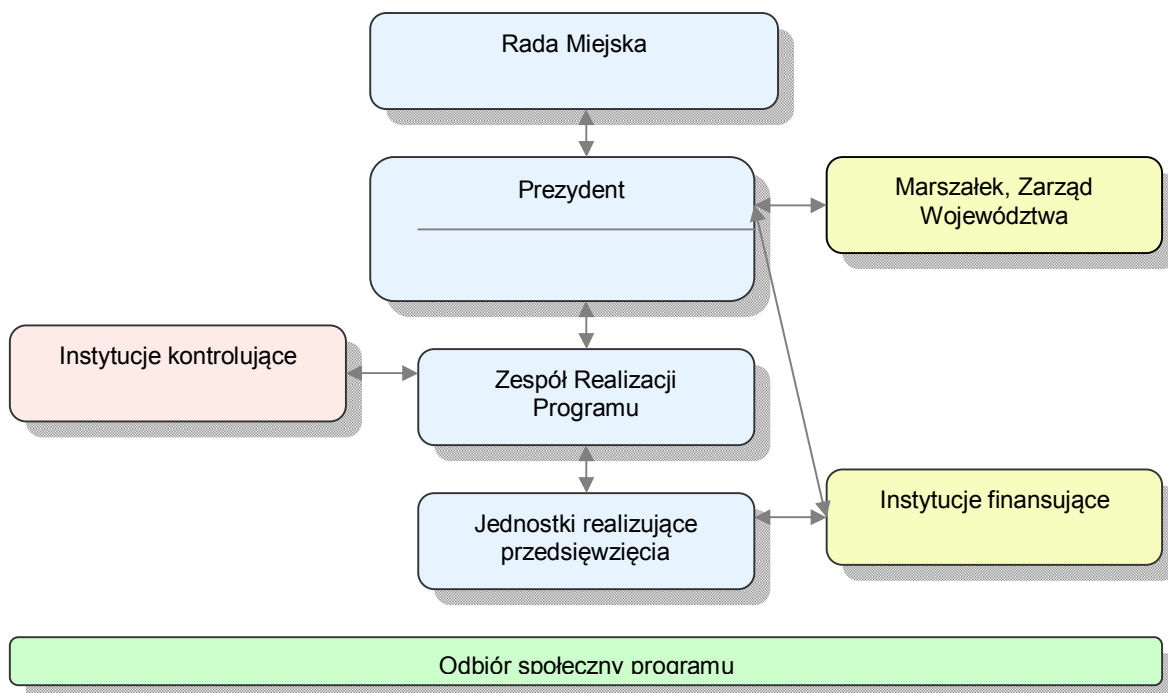 Rada Miejska
Prezydent
Marszałek, Zarząd
Województwa
Instytucje kontrolujące
Zespół Realizacji
Programu
Jednostki realizujące
przedsięwzięcia
Instytucje finansujące
Odbiór społeczny programu